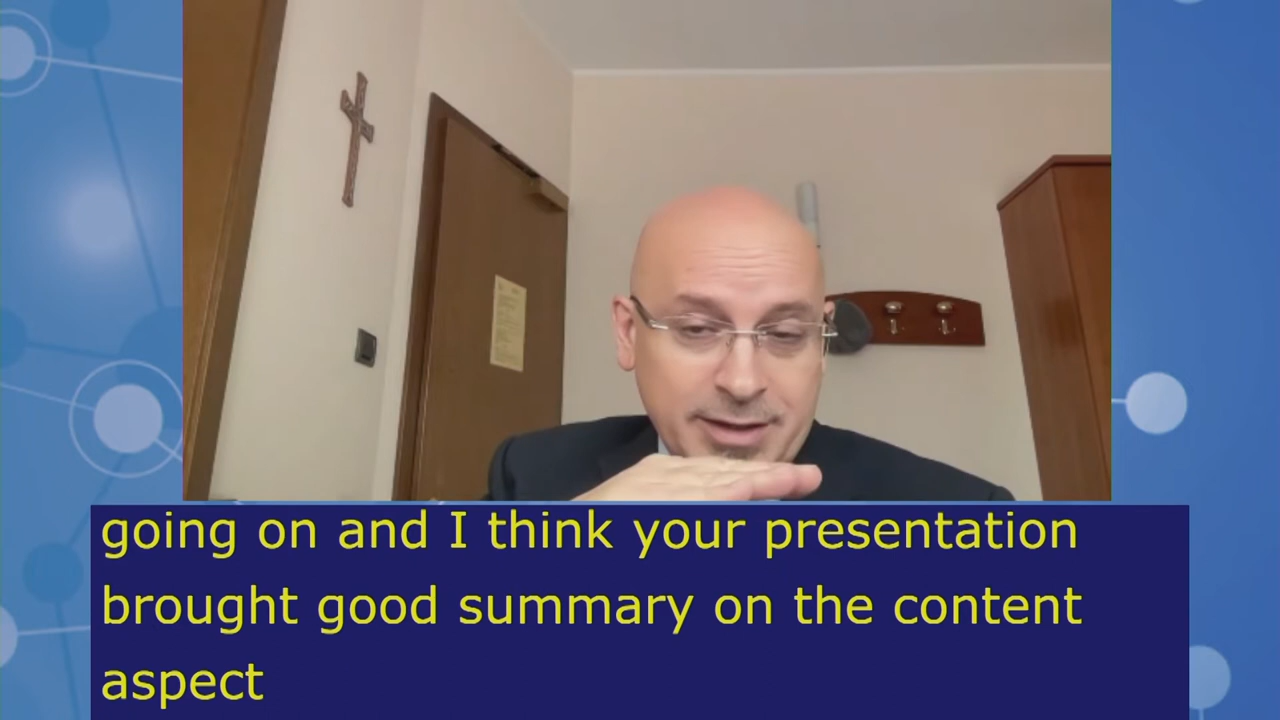 going on and I think your presentation
brought good summary on the content
aspect